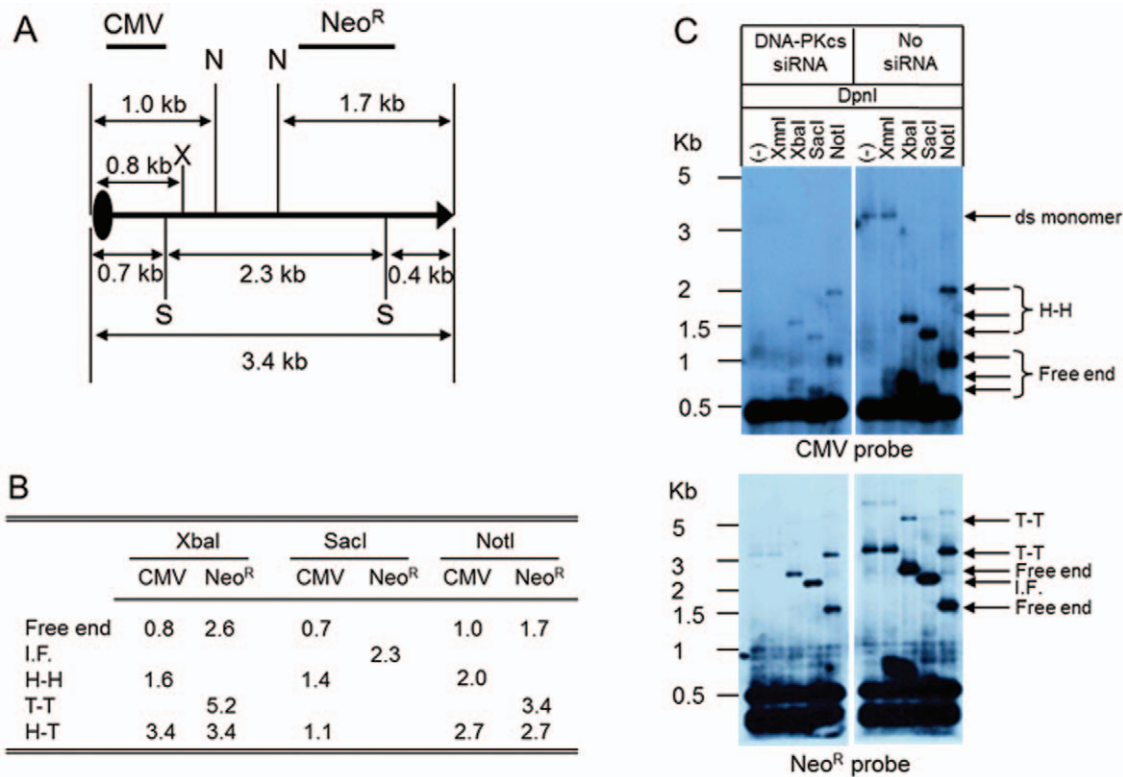 A
CMV
Neo^R
N
N
1.0 kb
1.7 kb
X
0.8 kb
0.7 kb
2.3 kb
0.4 kb
S
S
3.4 kb
B
XbaI SacI NotI
CMV Neo^R CMV Neo^R CMV Neo^R
Free end 0.8 2.6 0.7 1.0 1.7
I.F. 2.3
H-H 1.6 1.4 2.0
T-T 5.2 3.4
H-T 3.4 3.4 1.1 2.7 2.7
C
DNA-PKcs siRNA
No siRNA
DpnI
(-) XmnI XbaI SacI NotI
(-) XmnI XbaI SacI NotI
Kb
5
3
2
1.5
1
0.5
ds monomer
H-H
Free end
CMV probe
Kb
5
3
2
1.5
1
0.5
T-T
T-T
Free end
I.F.
Free end
Neo^R probe